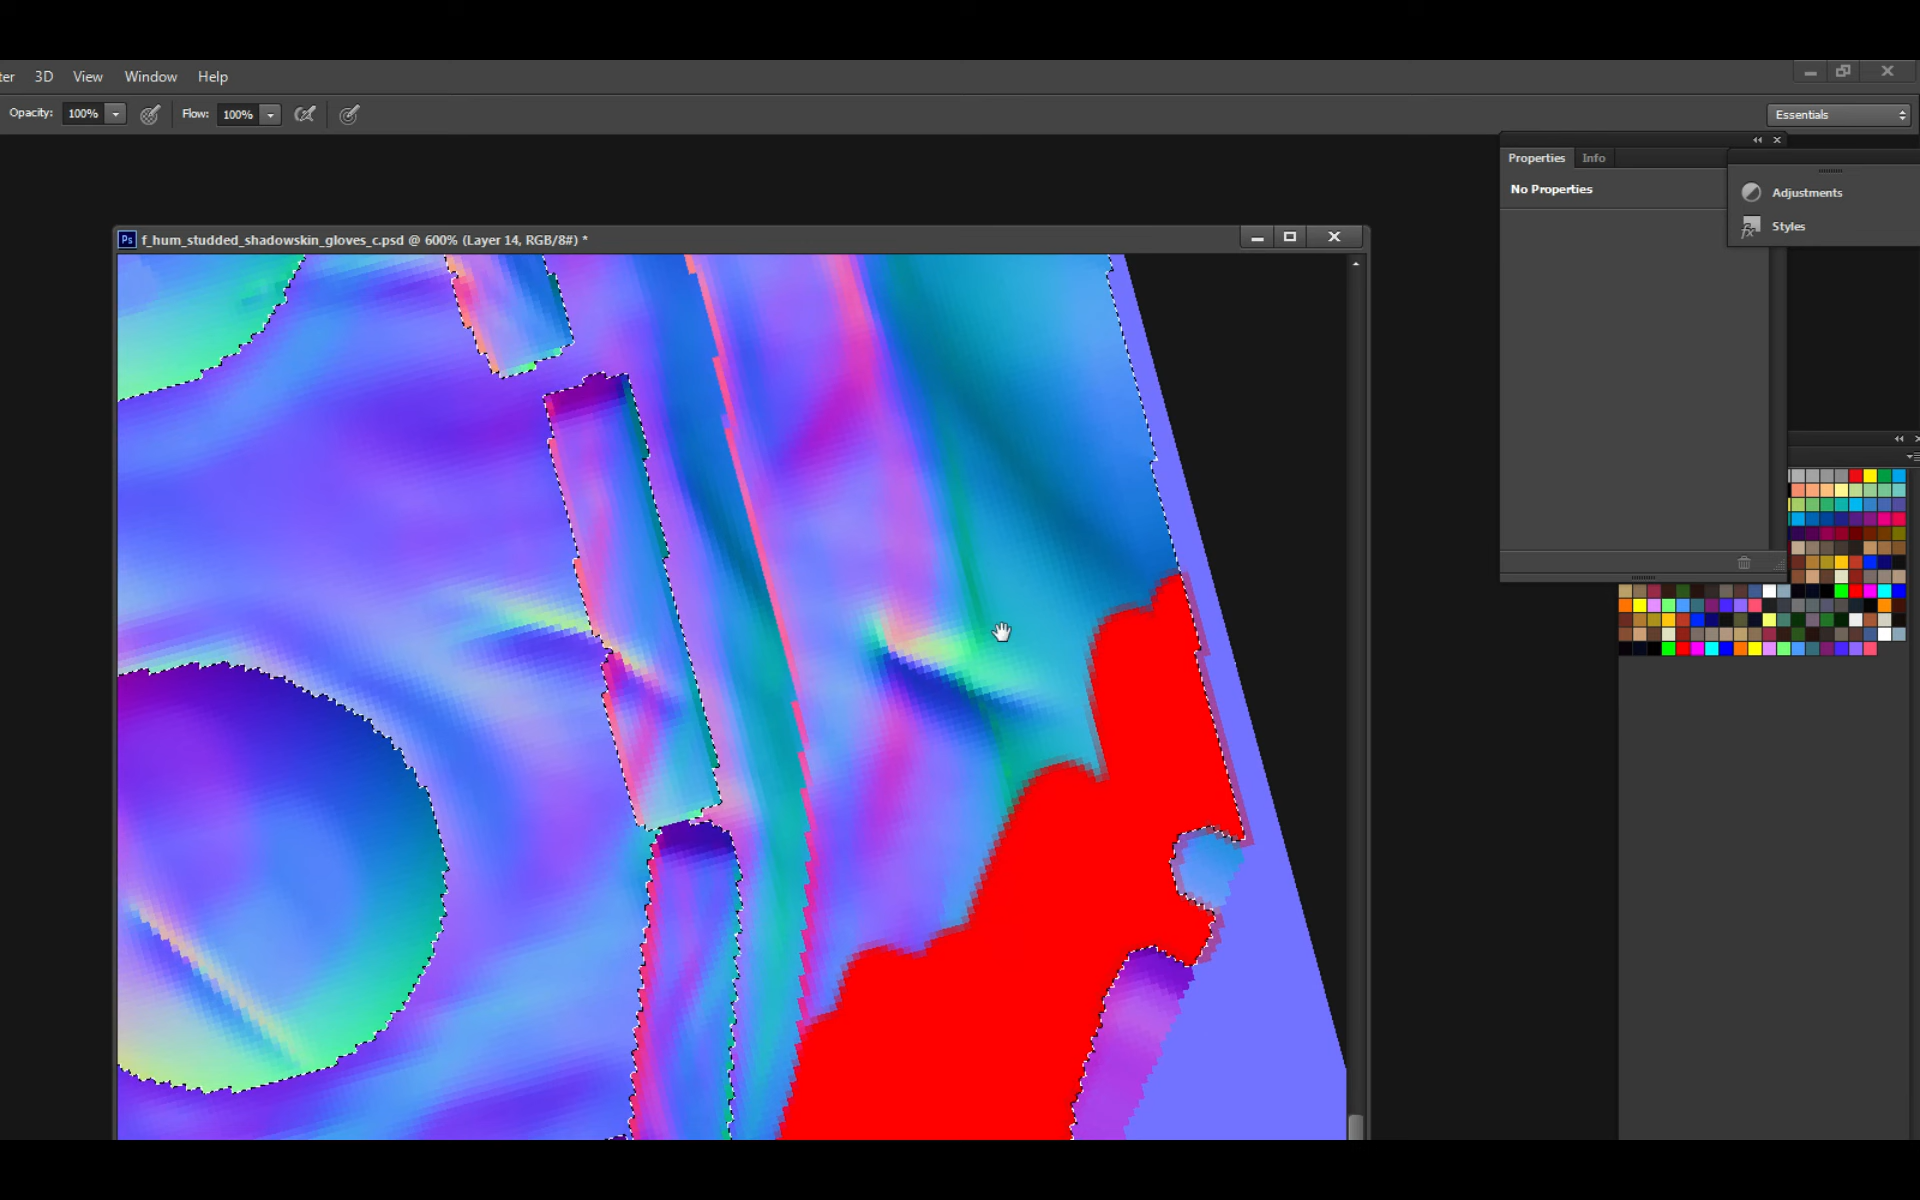 ter 3D View Window Help
Opacity: 100% Flow: 100% Essentials
Properties Info
No Properties
Adjustments
Styles
Ps f_hum_studded_shadowskin_gloves_c.psd @ 600% (Layer 14, RGB/8#) *